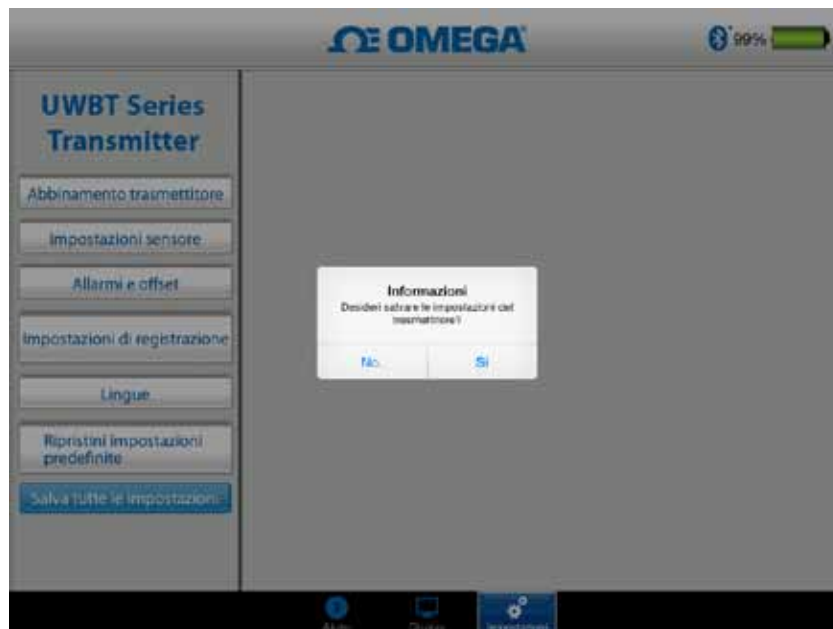 OMEGA
99%
UWBT Series
Transmitter
Abbinamento trasmettitore
Impostazioni sensore
Allarmi e offset
Impostazioni di registrazione
Lingue
Ripristini impostazioni
predefinite
Salva tutte le impostazioni
Informazioni
Desideri salvare le impostazioni del
trasmettitore?
No
Sì
Impostazioni